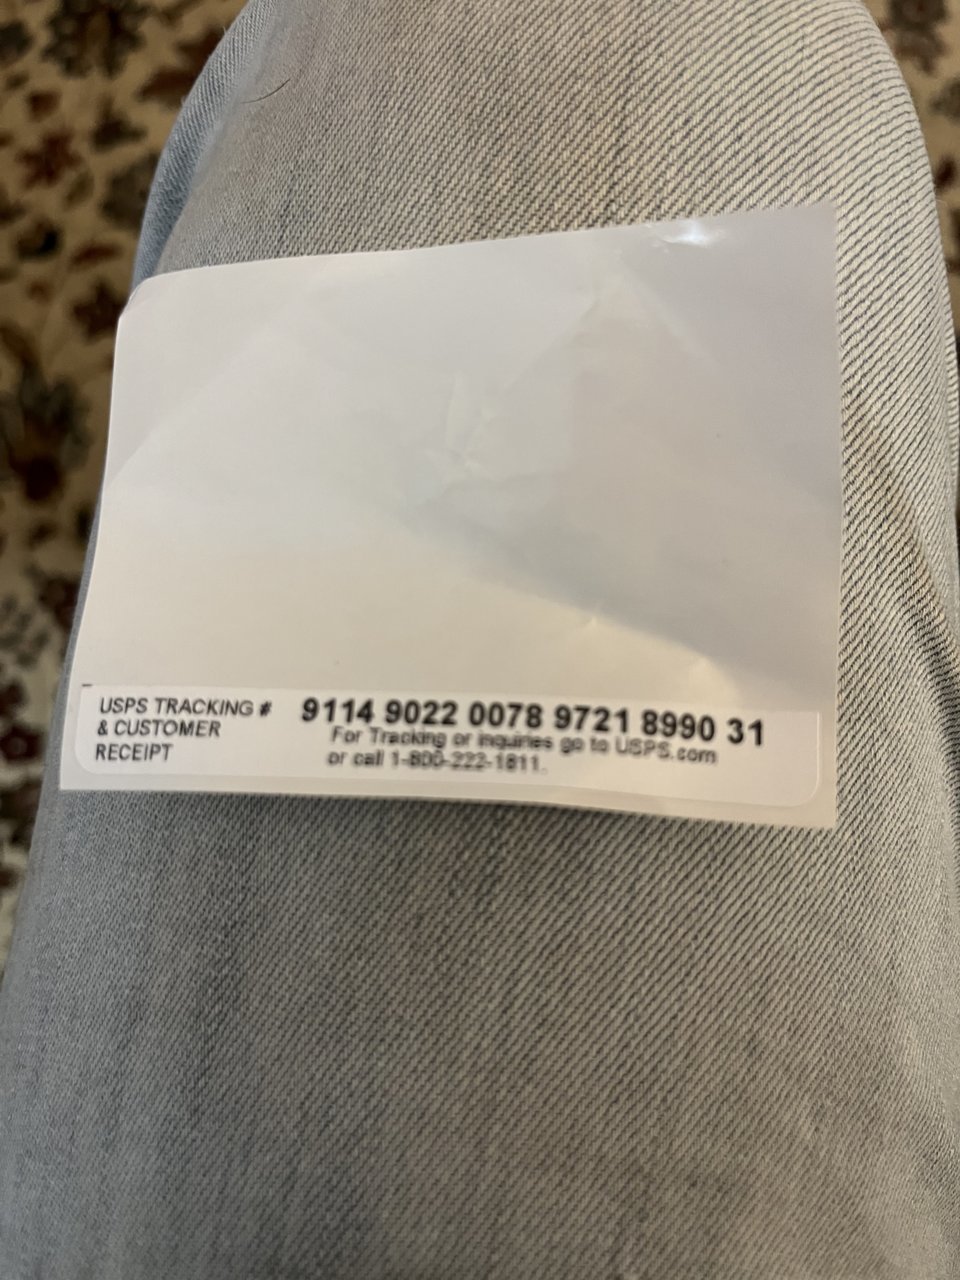 USPS TRACKING #
& CUSTOMER
RECEIPT
9114 9022 0078 9721 8990 31
For Tracking or inquiries go to USPS.com
or call 1-800-222-1811.